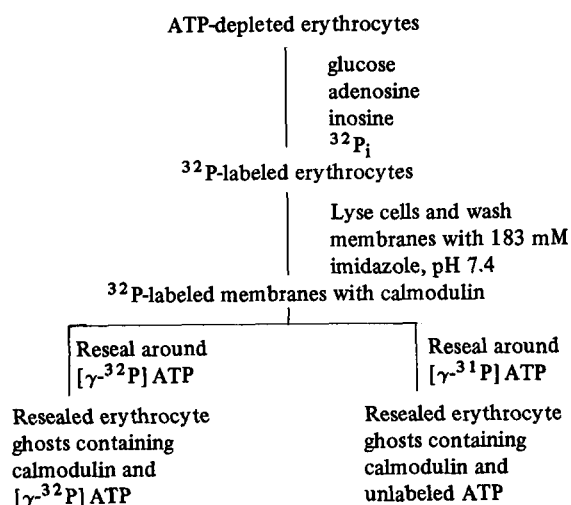 ATP-depleted erythrocytes
glucose
adenosine
inosine
³²Pᵢ
³²P-labeled erythrocytes
Lyse cells and wash
membranes with 183 mM
imidazole, pH 7.4
³²P-labeled membranes with calmodulin
Reseal around
[γ-³²P] ATP
Resealed erythrocyte
ghosts containing
calmodulin and
[γ-³²P] ATP
Reseal around
[γ-³¹P] ATP
Resealed erythrocyte
ghosts containing
calmodulin and
unlabeled ATP